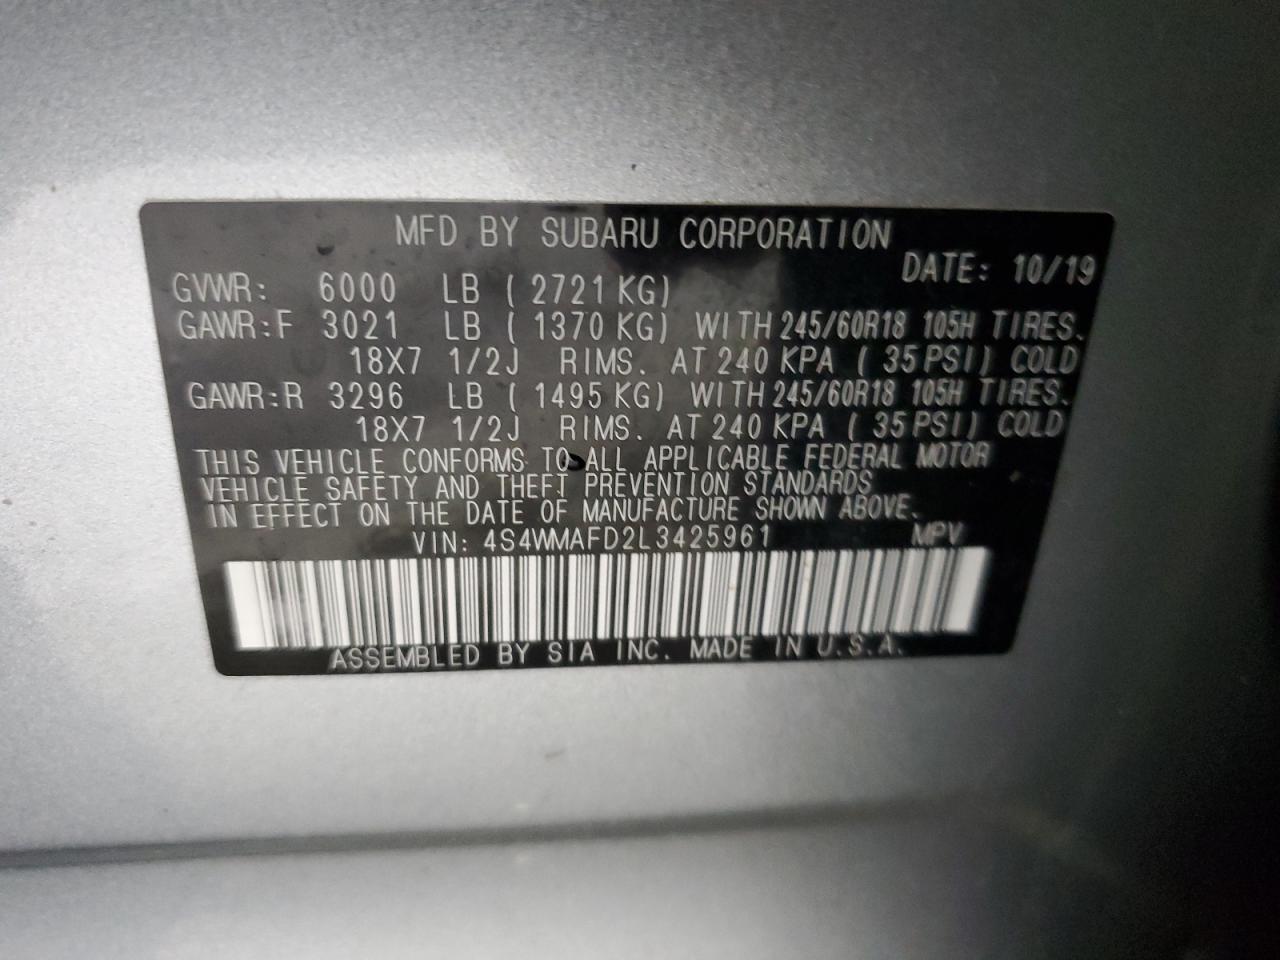 MFD BY SUBARU CORPORATION
DATE: 10/19
GVWR: 6000 LB ( 2721 KG)
GAWR:F 3021 LB ( 1370 KG) WITH 245/60R18 105H TIRES.
18X7 1/2J RIMS. AT 240 KPA ( 35 PSI) COLD
GAWR:R 3296 LB ( 1495 KG) WITH 245/60R18 105H TIRES.
18X7 1/2J RIMS. AT 240 KPA ( 35 PSI) COLD
THIS VEHICLE CONFORMS TO ALL APPLICABLE FEDERAL MOTOR
VEHICLE SAFETY AND THEFT PREVENTION STANDARDS
IN EFFECT ON THE DATE OF MANUFACTURE SHOWN ABOVE.
VIN: 4S4WMAFD2L3425961 MPV
ASSEMBLED BY SIA INC. MADE IN U.S.A.